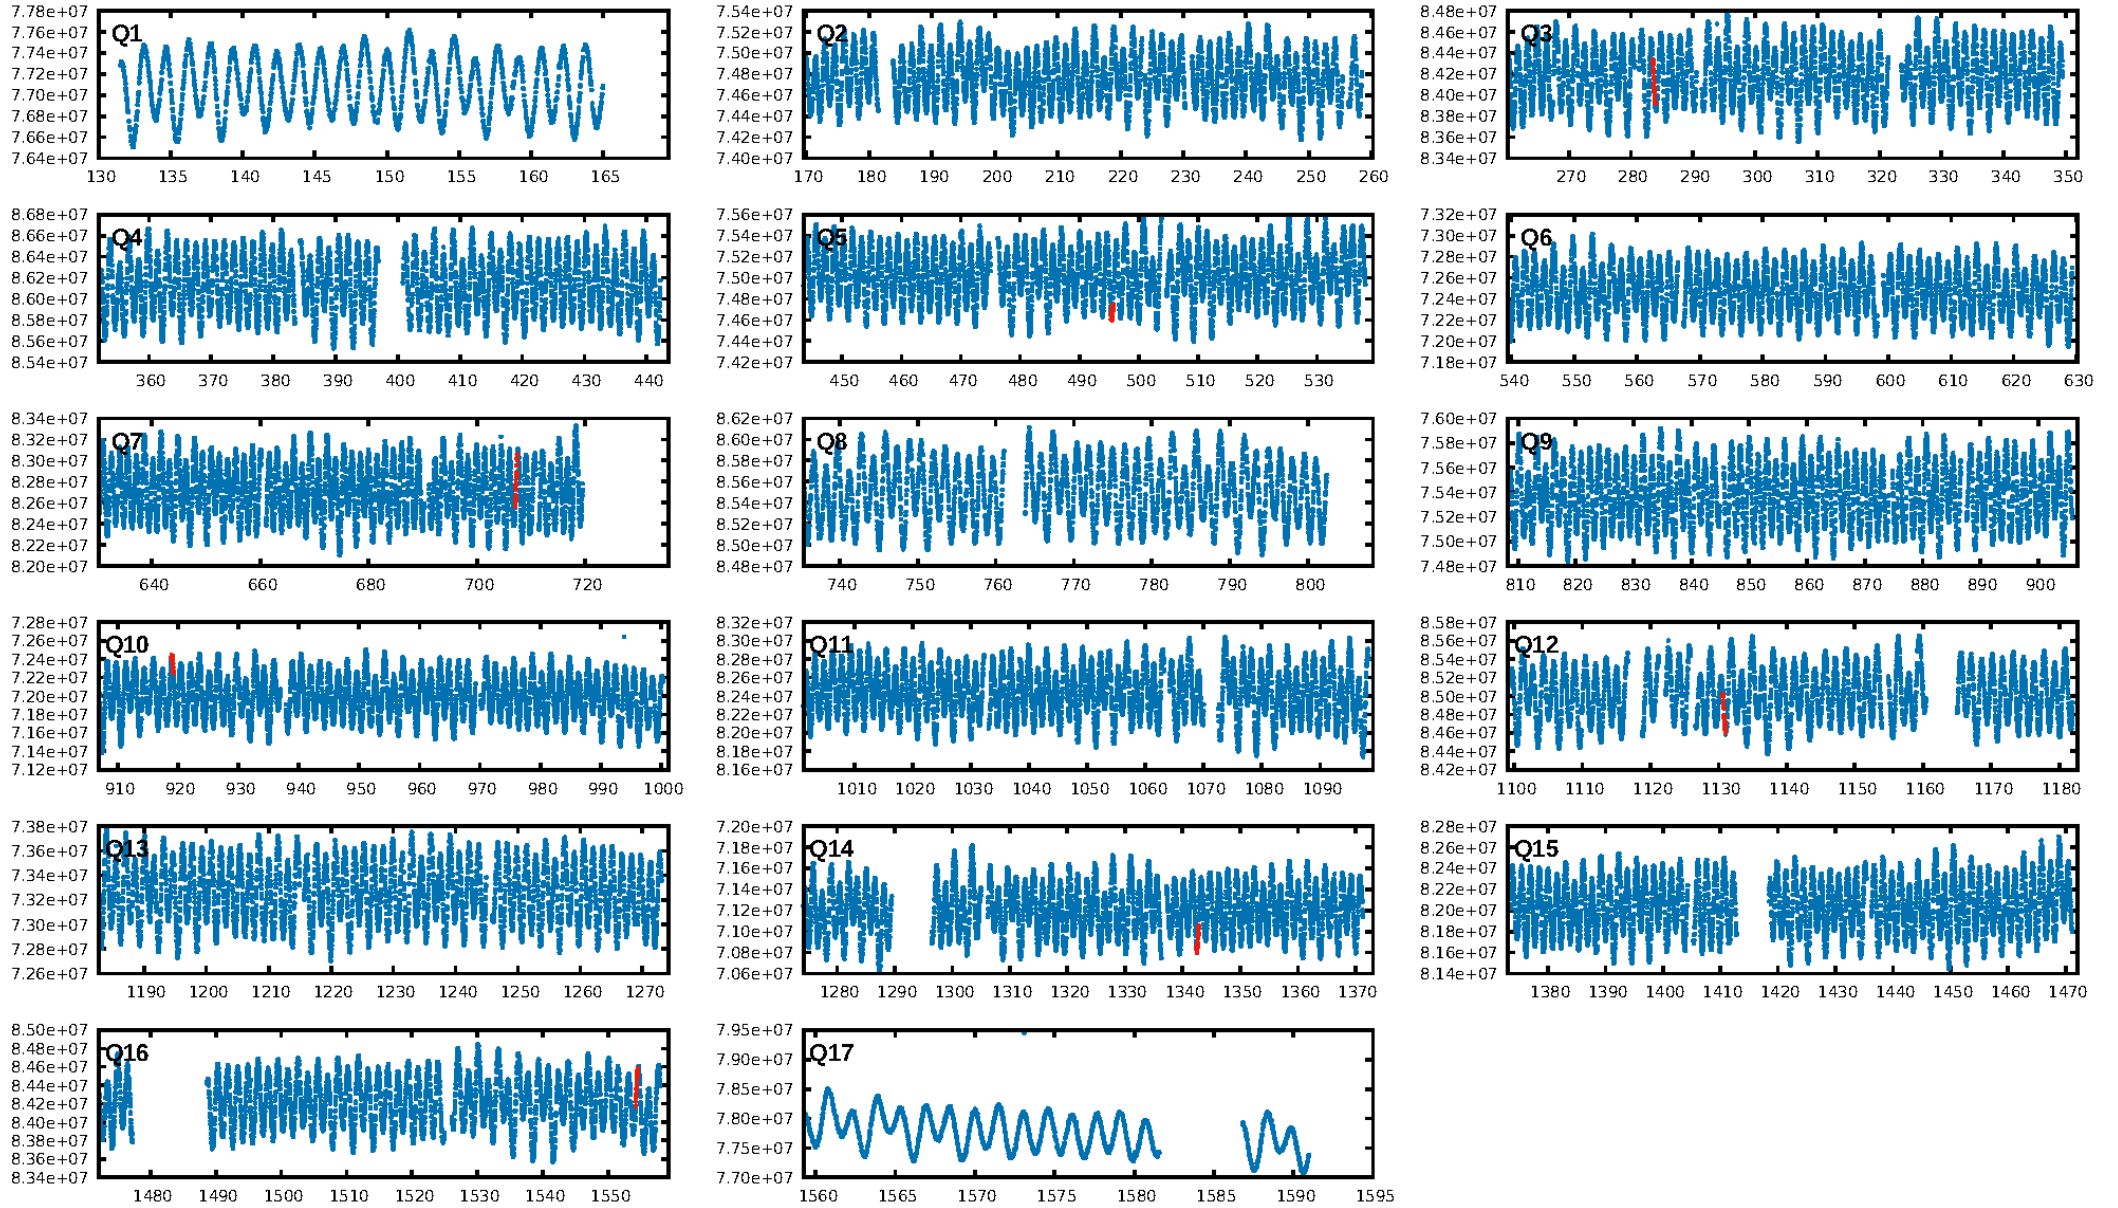 Q1
7.78e+07
7.76e+07
7.74e+07
7.72e+07
7.70e+07
7.68e+07
7.66e+07
7.64e+07
130 135 140 145 150 155 160 165
Q2
7.54e+07
7.52e+07
7.50e+07
7.48e+07
7.46e+07
7.44e+07
7.42e+07
7.40e+07
170 180 190 200 210 220 230 240 250 260
Q3
8.48e+07
8.46e+07
8.44e+07
8.42e+07
8.40e+07
8.38e+07
8.36e+07
8.34e+07
270 280 290 300 310 320 330 340 350
Q4
8.68e+07
8.66e+07
8.64e+07
8.62e+07
8.60e+07
8.58e+07
8.56e+07
8.54e+07
360 370 380 390 400 410 420 430 440
Q5
7.56e+07
7.54e+07
7.52e+07
7.50e+07
7.48e+07
7.46e+07
7.44e+07
7.42e+07
450 460 470 480 490 500 510 520 530
Q6
7.32e+07
7.30e+07
7.28e+07
7.26e+07
7.24e+07
7.22e+07
7.20e+07
7.18e+07
540 550 560 570 580 590 600 610 620 630
Q7
8.34e+07
8.32e+07
8.30e+07
8.28e+07
8.26e+07
8.24e+07
8.22e+07
8.20e+07
640 660 680 700 720
Q8
8.62e+07
8.60e+07
8.58e+07
8.56e+07
8.54e+07
8.52e+07
8.50e+07
8.48e+07
740 750 760 770 780 790 800
Q9
7.60e+07
7.58e+07
7.56e+07
7.54e+07
7.52e+07
7.50e+07
7.48e+07
810 820 830 840 850 860 870 880 890 900
Q10
7.28e+07
7.26e+07
7.24e+07
7.22e+07
7.20e+07
7.18e+07
7.16e+07
7.14e+07
7.12e+07
910 920 930 940 950 960 970 980 990 1000
Q11
8.32e+07
8.30e+07
8.28e+07
8.26e+07
8.24e+07
8.22e+07
8.20e+07
8.18e+07
8.16e+07
1010 1020 1030 1040 1050 1060 1070 1080 1090
Q12
8.58e+07
8.56e+07
8.54e+07
8.52e+07
8.50e+07
8.48e+07
8.46e+07
8.44e+07
8.42e+07
1100 1110 1120 1130 1140 1150 1160 1170 1180
Q13
7.38e+07
7.36e+07
7.34e+07
7.32e+07
7.30e+07
7.28e+07
7.26e+07
1190 1200 1210 1220 1230 1240 1250 1260 1270
Q14
7.20e+07
7.18e+07
7.16e+07
7.14e+07
7.12e+07
7.10e+07
7.08e+07
7.06e+07
1280 1290 1300 1310 1320 1330 1340 1350 1360 1370
Q15
8.28e+07
8.26e+07
8.24e+07
8.22e+07
8.20e+07
8.18e+07
8.16e+07
8.14e+07
1380 1390 1400 1410 1420 1430 1440 1450 1460 1470
Q16
8.50e+07
8.48e+07
8.46e+07
8.44e+07
8.42e+07
8.40e+07
8.38e+07
8.36e+07
8.34e+07
1480 1490 1500 1510 1520 1530 1540 1550
Q17
7.95e+07
7.90e+07
7.85e+07
7.80e+07
7.75e+07
7.70e+07
1560 1565 1570 1575 1580 1585 1590 1595